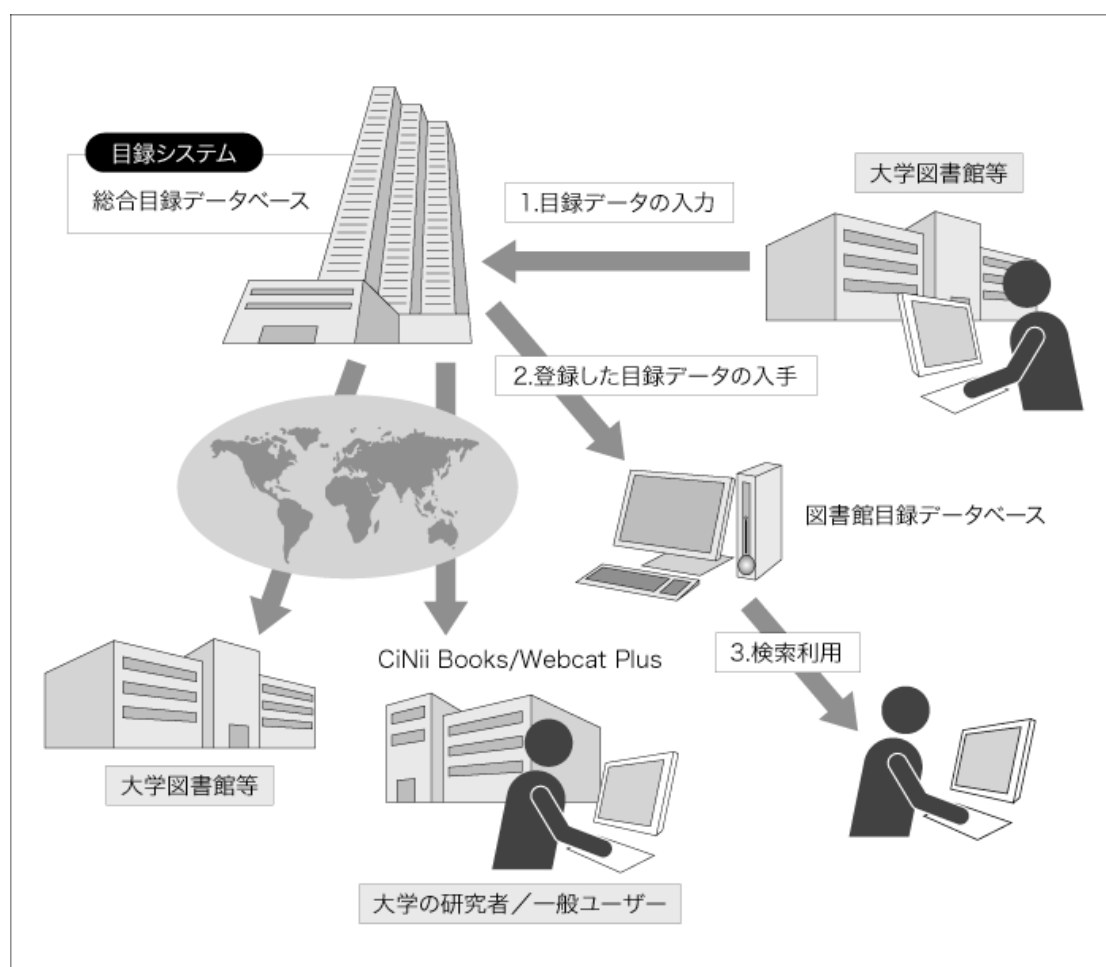 目録システム
総合目録データベース
大学図書館等
1.目録データの入力
2.登録した目録データの入手
図書館目録データベース
3.検索利用
CiNii Books/Webcat Plus
大学図書館等
大学の研究者／一般ユーザー